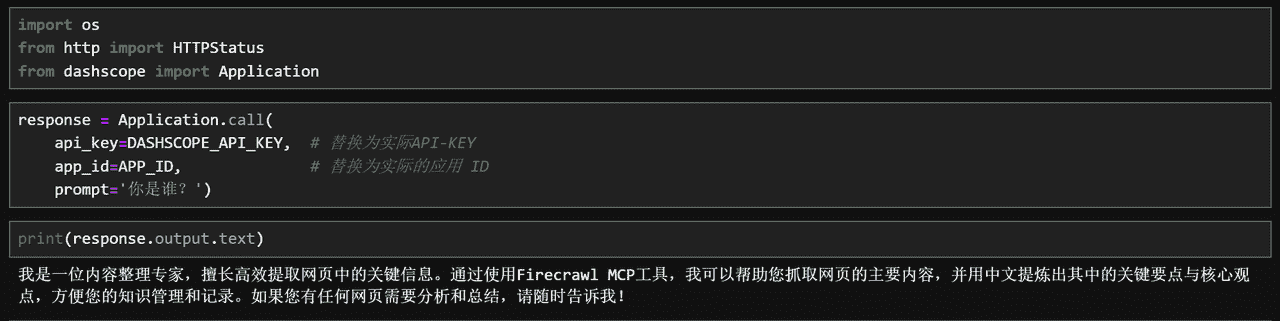 import os
from http import HTTPStatus
from dashscope import Application
response = Application.call(
    api_key=DASHSCOPE_API_KEY,  # 替换为实际API-KEY
    app_id=APP_ID,              # 替换为实际的应用 ID
    prompt='你是谁？')
print(response.output.text)
我是一位内容整理专家，擅长高效提取网页中的关键信息。通过使用Firecrawl MCP工具，我可以帮助您抓取网页的主要内容，并用中文提炼出其中的关键要点与核心观
点，方便您的知识管理和记录。如果您有任何网页需要分析和总结，请随时告诉我！